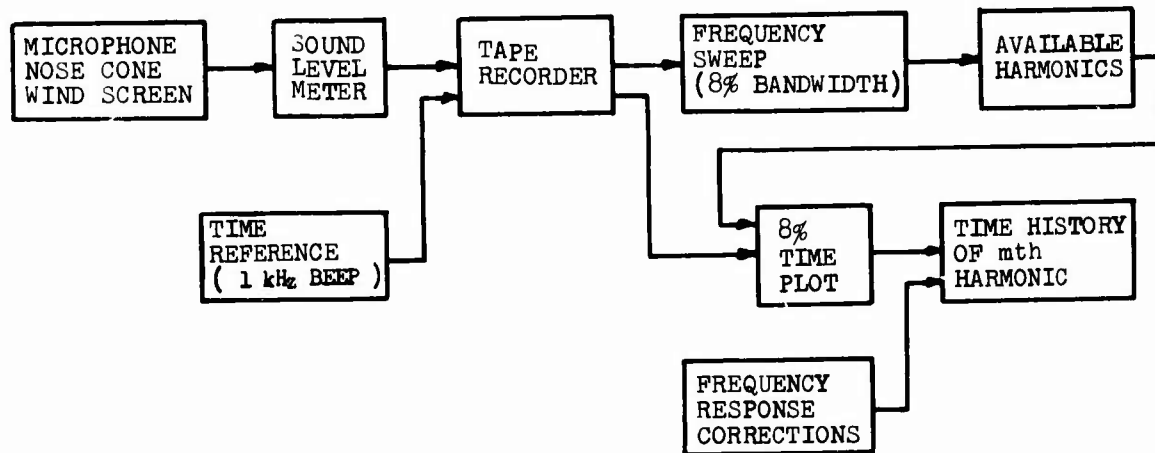 MICROPHONE
NOSE CONE
WIND SCREEN
SOUND
LEVEL
METER
TAPE
RECORDER
FREQUENCY
SWEEP
(8% BANDWIDTH)
AVAILABLE
HARMONICS
TIME
REFERENCE
( 1 kHz BEEP )
8%
TIME
PLOT
TIME HISTORY
OF mth
HARMONIC
FREQUENCY
RESPONSE
CORRECTIONS